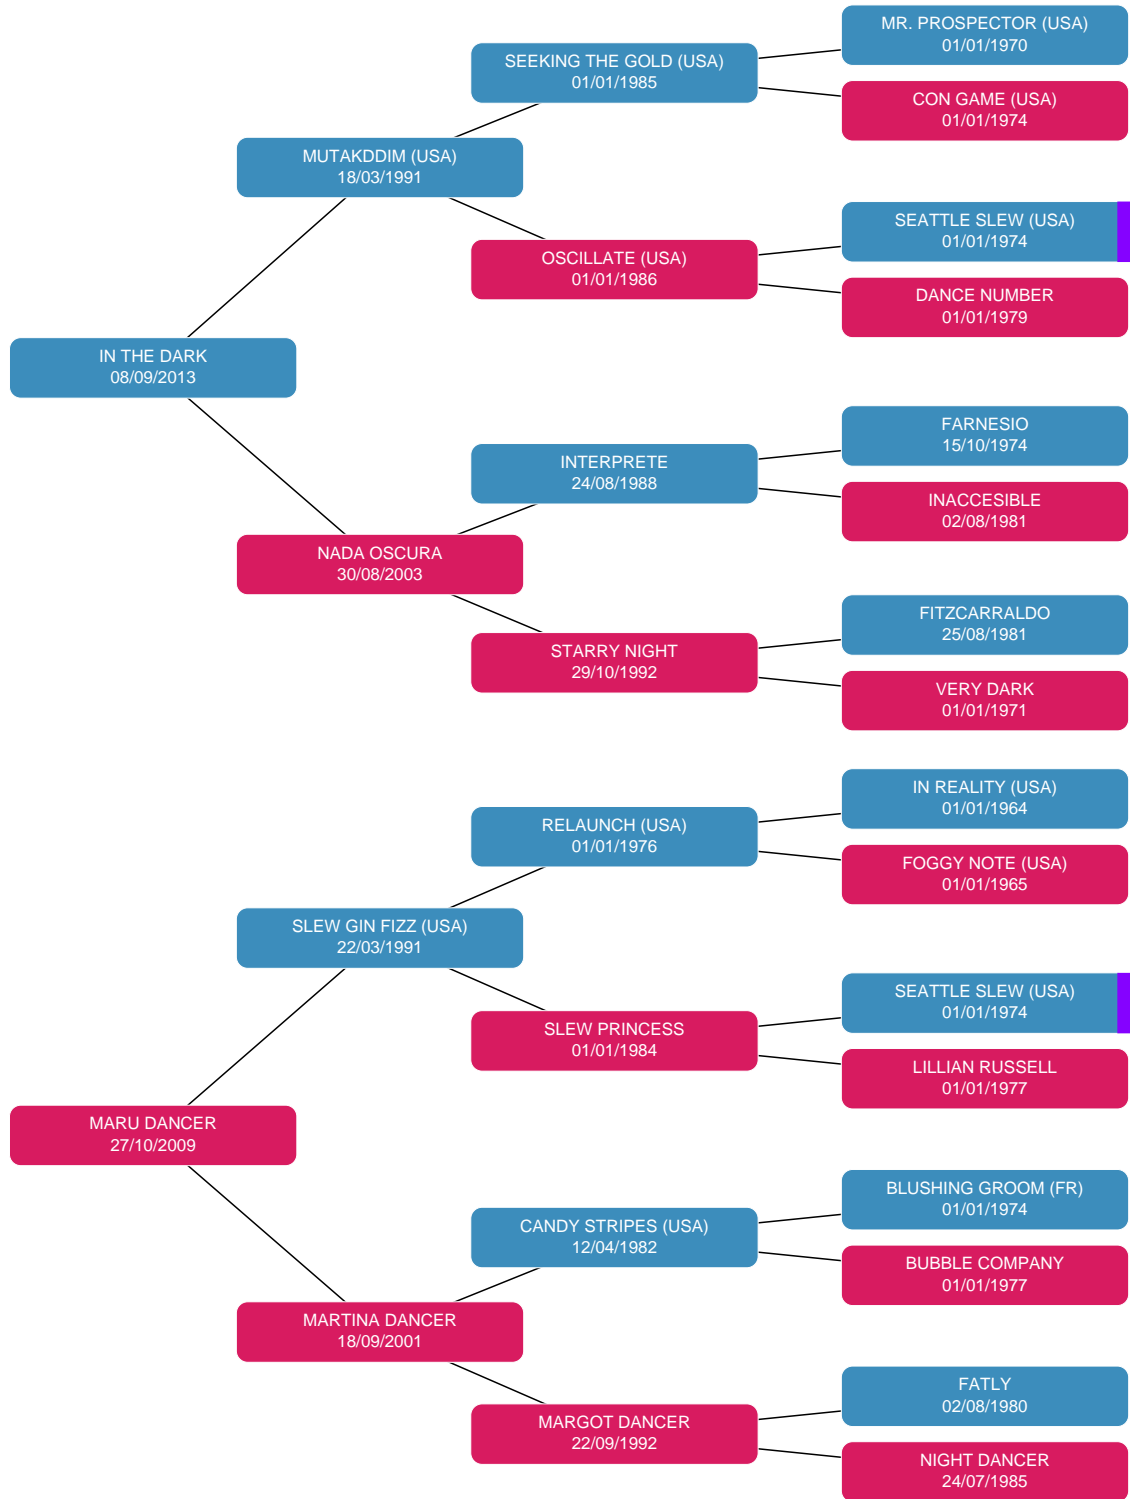 MR. PROSPECTOR (USA)
01/01/1970
SEEKING THE GOLD (USA)
01/01/1985
CON GAME (USA)
01/01/1974
MUTAKDDIM (USA)
18/03/1991
SEATTLE SLEW (USA)
01/01/1974
OSCILLATE (USA)
01/01/1986
DANCE NUMBER
01/01/1979
IN THE DARK
08/09/2013
FARNESIO
15/10/1974
INTERPRETE
24/08/1988
INACCESIBLE
02/08/1981
NADA OSCURA
30/08/2003
FITZCARRALDO
25/08/1981
STARRY NIGHT
29/10/1992
VERY DARK
01/01/1971
IN REALITY (USA)
01/01/1964
RELAUNCH (USA)
01/01/1976
FOGGY NOTE (USA)
01/01/1965
SLEW GIN FIZZ (USA)
22/03/1991
SEATTLE SLEW (USA)
01/01/1974
SLEW PRINCESS
01/01/1984
LILLIAN RUSSELL
01/01/1977
MARU DANCER
27/10/2009
BLUSHING GROOM (FR)
01/01/1974
CANDY STRIPES (USA)
12/04/1982
BUBBLE COMPANY
01/01/1977
MARTINA DANCER
18/09/2001
FATLY
02/08/1980
MARGOT DANCER
22/09/1992
NIGHT DANCER
24/07/1985